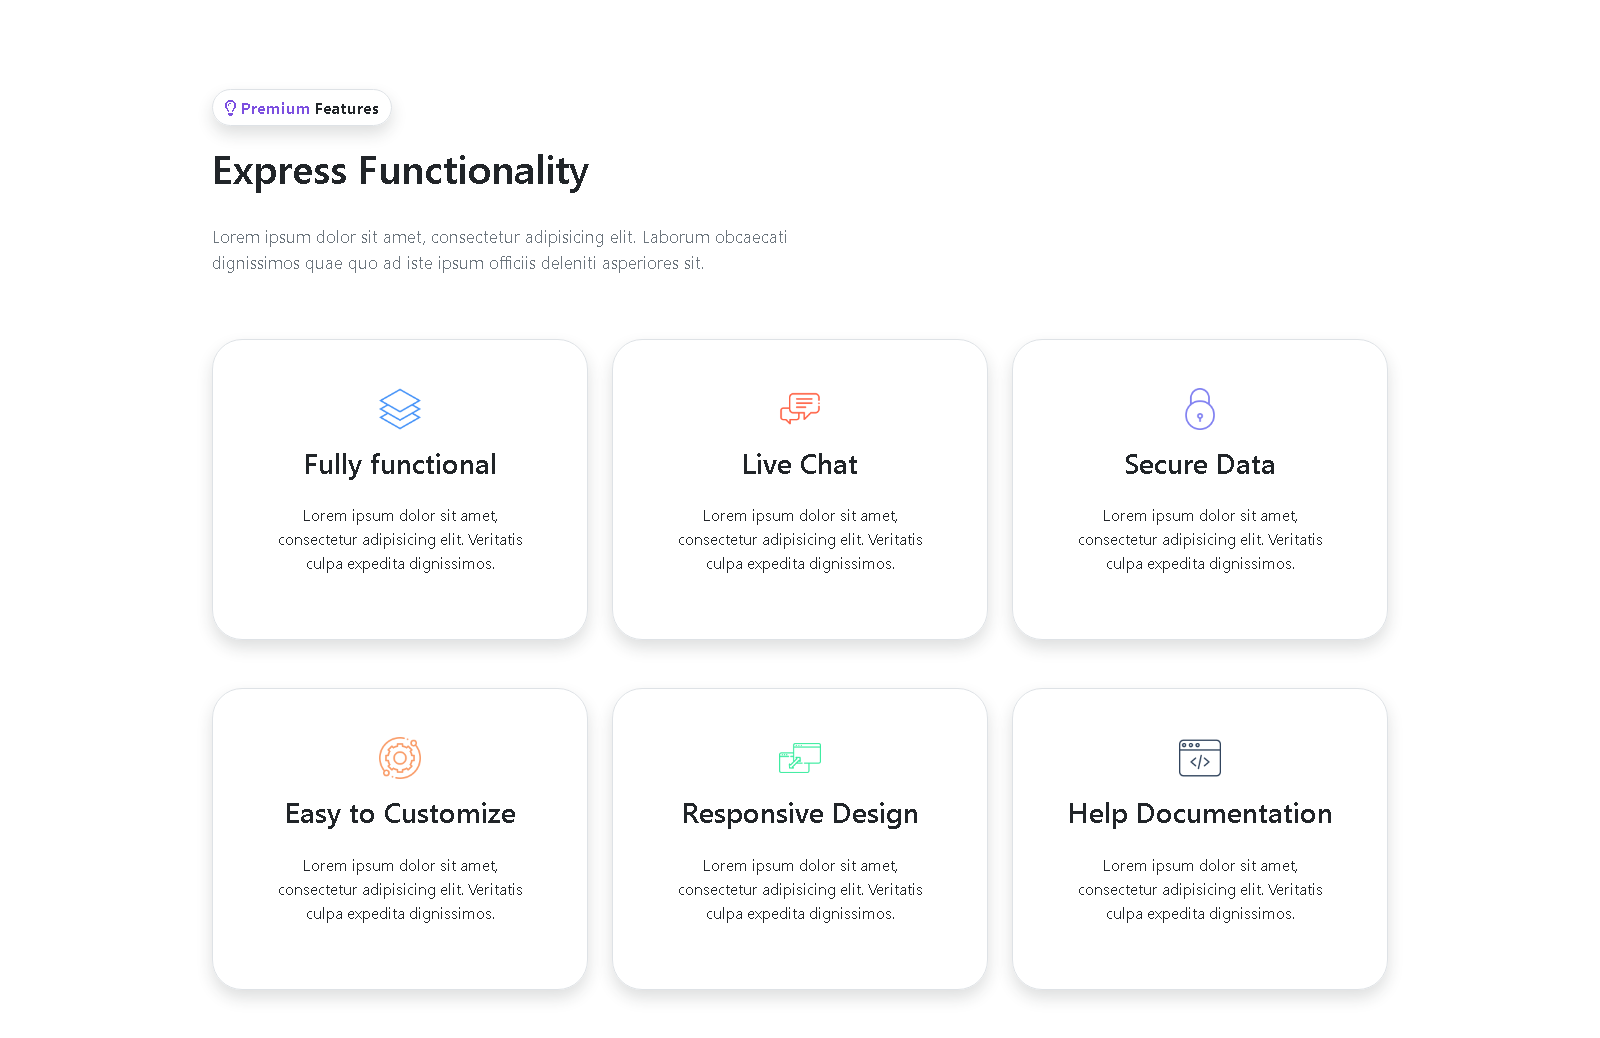 Premium Features
Express Functionality
Lorem ipsum dolor sit amet, consectetur adipisicing elit. Laborum obcaecati
dignissimos quae quo ad iste ipsum officiis deleniti asperiores sit.
Fully functional
Lorem ipsum dolor sit amet,
consectetur adipisicing elit. Veritatis
culpa expedita dignissimos.
Live Chat
Lorem ipsum dolor sit amet,
consectetur adipisicing elit. Veritatis
culpa expedita dignissimos.
Secure Data
Lorem ipsum dolor sit amet,
consectetur adipisicing elit. Veritatis
culpa expedita dignissimos.
Easy to Customize
Lorem ipsum dolor sit amet,
consectetur adipisicing elit. Veritatis
culpa expedita dignissimos.
Responsive Design
Lorem ipsum dolor sit amet,
consectetur adipisicing elit. Veritatis
culpa expedita dignissimos.
Help Documentation
Lorem ipsum dolor sit amet,
consectetur adipisicing elit. Veritatis
culpa expedita dignissimos.